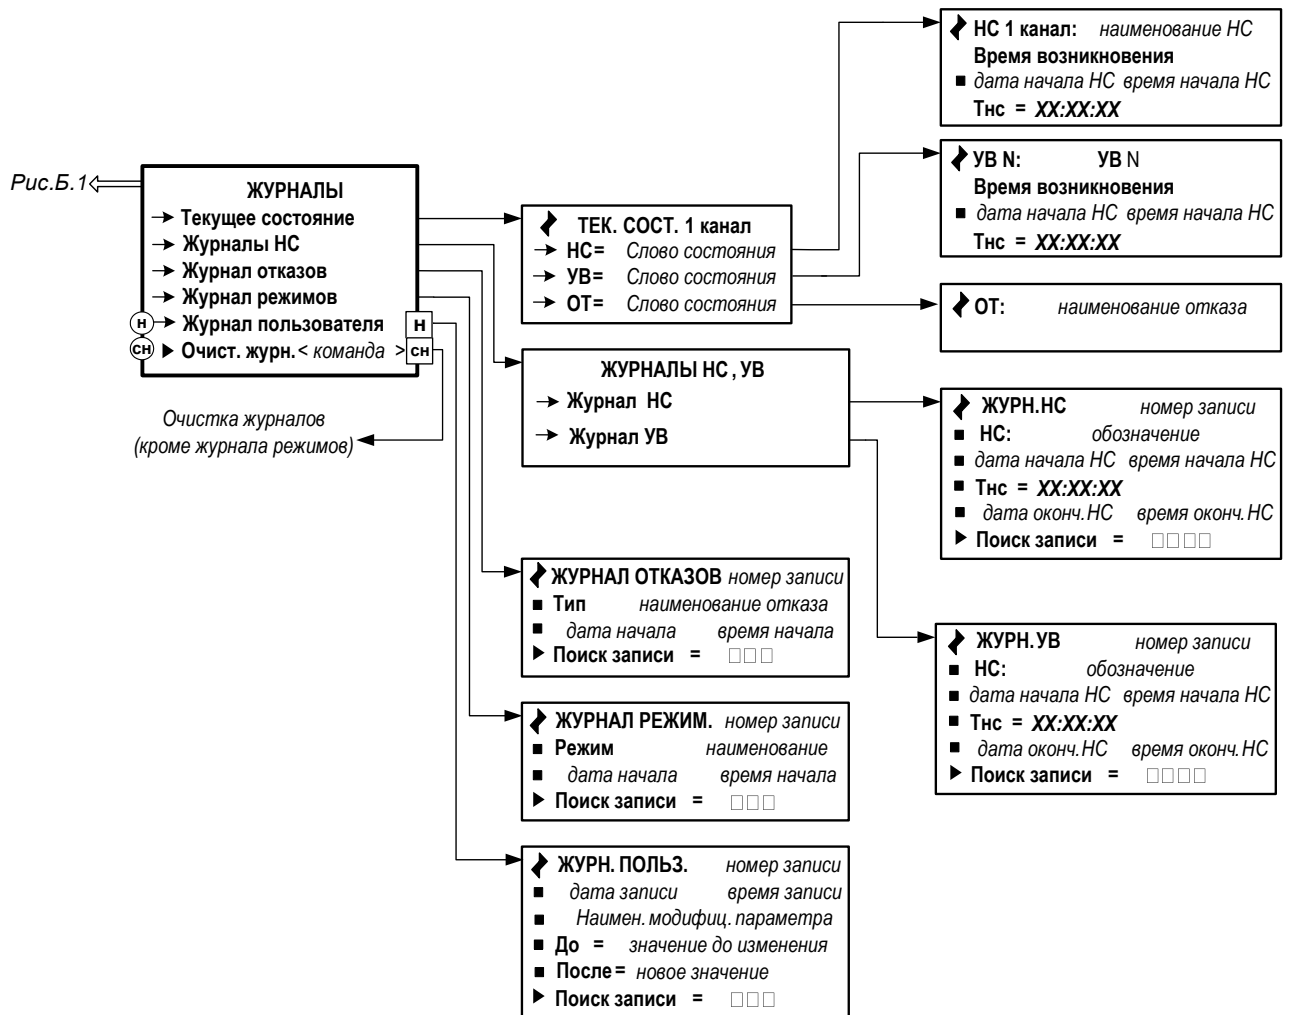 Рис.Б.1
ЖУРНАЛЫ
Текущее состояние
Журналы НС
Журнал отказов
Журнал режимов
Н Журнал пользователя Н
СН Очист. журн.< команда > СН
Очистка журналов
(кроме журнала режимов)
ТЕК. СОСТ. 1 канал
НС= Слово состояния
УВ= Слово состояния
ОТ= Слово состояния
ЖУРНАЛЫ НС , УВ
Журнал НС
Журнал УВ
ЖУРНАЛ ОТКАЗОВ номер записи
Тип наименование отказа
дата начала время начала
Поиск записи = □□□
ЖУРНАЛ РЕЖИМ. номер записи
Режим наименование
дата начала время начала
Поиск записи = □□□
ЖУРН. ПОЛЬЗ. номер записи
дата записи время записи
Наимен. модифиц. параметра
До = значение до изменения
После = новое значение
Поиск записи = □□□
НС 1 канал: наименование НС
Время возникновения
дата начала НС время начала НС
Тнс = XX:XX:XX
УВ N: УВ N
Время возникновения
дата начала НС время начала НС
Тнс = XX:XX:XX
ОТ: наименование отказа
ЖУРН.НС номер записи
НС: обозначение
дата начала НС время начала НС
Тнс = XX:XX:XX
дата оконч. НС время оконч. НС
Поиск записи = □□□□
ЖУРН.УВ номер записи
НС: обозначение
дата начала НС время начала НС
Тнс = XX:XX:XX
дата оконч. НС время оконч. НС
Поиск записи = □□□□